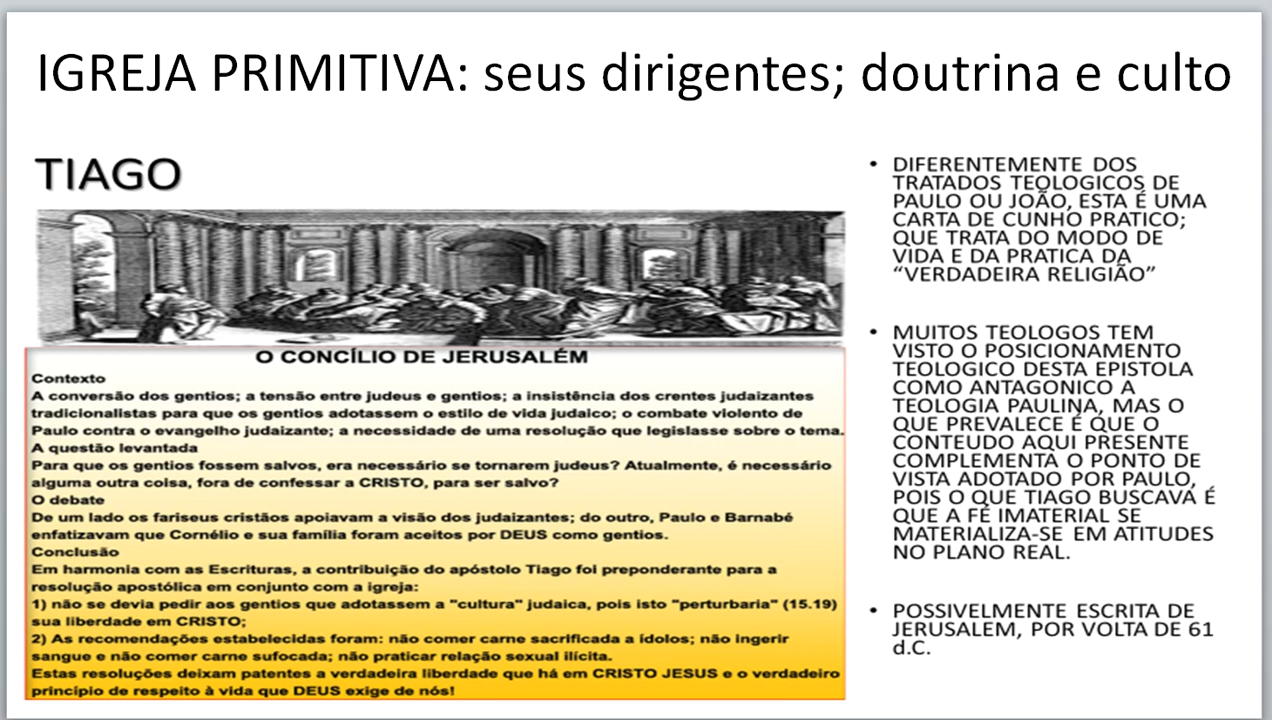 IGREJA PRIMITIVA: seus dirigentes; doutrina e culto
TIAGO
O CONCÍLIO DE JERUSALÉM
Contexto
A conversão dos gentios; a tensão entre judeus e gentios; a insistência dos crentes judaizantes
tradicionalistas para que os gentios adotassem o estilo de vida judaico; o combate violento de
Paulo contra o evangelho judaizante; a necessidade de uma resolução que legislasse sobre o tema.
A questão levantada
Para que os gentios fossem salvos, era necessário se tornarem judeus? Atualmente, é necessário
alguma outra coisa, fora de confessar a CRISTO, para ser salvo?
O debate
De um lado os fariseus cristãos apoiavam a visão dos judaizantes; do outro, Paulo e Barnabé
enfatizavam que Cornélio e sua família foram aceitos por DEUS como gentios.
Conclusão
Em harmonia com as Escrituras, a contribuição do apóstolo Tiago foi preponderante para a
resolução apostólica em conjunto com a igreja:
1) não se devia pedir aos gentios que adotassem a "cultura" judaica, pois isto "perturbaria" (15.19)
sua liberdade em CRISTO;
2) As recomendações estabelecidas foram: não comer carne sacrificada a ídolos; não ingerir
sangue e não comer carne sufocada; não praticar relação sexual ilícita.
Estas resoluções deixam patentes a verdadeira liberdade que há em CRISTO JESUS e o verdadeiro
princípio de respeito à vida que DEUS exige de nós!
• DIFERENTEMENTE DOS
TRATADOS TEOLOGICOS DE
PAULO OU JOÃO, ESTA É UMA
CARTA DE CUNHO PRATICO;
QUE TRATA DO MODO DE
VIDA E DA PRATICA DA
“VERDADEIRA RELIGIÃO”
• MUITOS TEOLOGOS TEM
VISTO O POSICIONAMENTO
TEOLOGICO DESTA EPISTOLA
COMO ANTAGONICO A
TEOLOGIA PAULINA, MAS O
QUE PREVALECE É QUE O
CONTEUDO AQUI PRESENTE
COMPLEMENTA O PONTO DE
VISTA ADOTADO POR PAULO,
POIS O QUE TIAGO BUSCAVA É
QUE A FÉ IMATERIAL SE
MATERIALIZA-SE EM ATITUDES
NO PLANO REAL.
• POSSIVELMENTE ESCRITA DE
JERUSALEM, POR VOLTA DE 61
d.C.